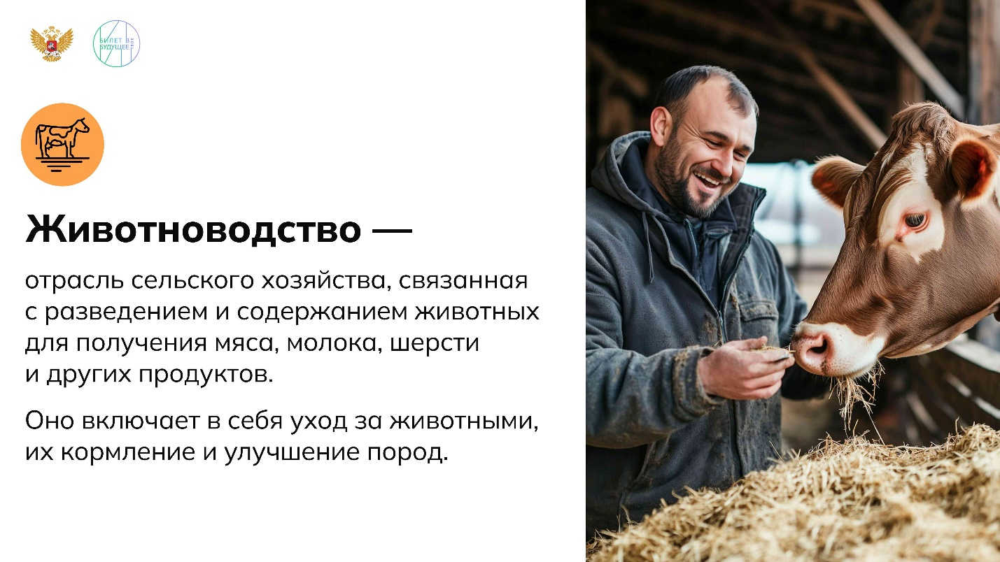 БИЛЕТ В
БУДУЩЕЕ
Животноводство —
отрасль сельского хозяйства, связанная
с разведением и содержанием животных
для получения мяса, молока, шерсти
и других продуктов.
Оно включает в себя уход за животными,
их кормление и улучшение пород.